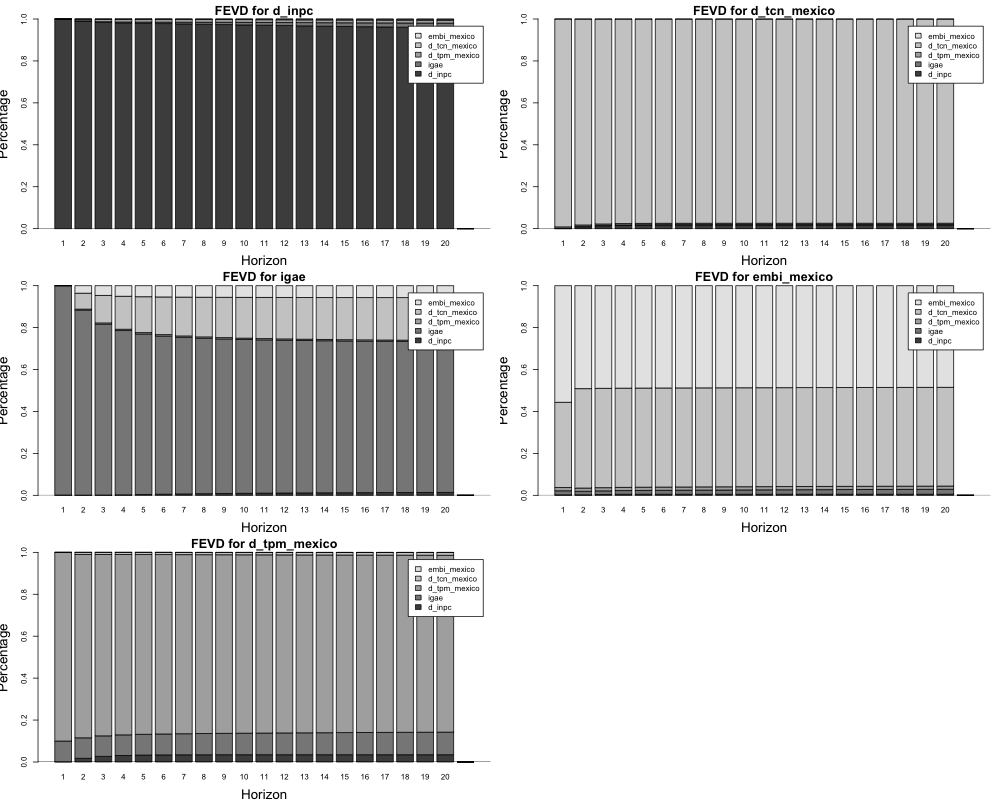 FEVD for d_inpc
Percentage
1.0
0.8
0.6
0.4
0.2
0.0
embi_mexico
d_tcn_mexico
d_tpm_mexico
igae
d_inpc
1 2 3 4 5 6 7 8 9 10 11 12 13 14 15 16 17 18 19 20
Horizon
FEVD for d_tcn_mexico
Percentage
1.0
0.8
0.6
0.4
0.2
0.0
embi_mexico
d_tcn_mexico
d_tpm_mexico
igae
d_inpc
1 2 3 4 5 6 7 8 9 10 11 12 13 14 15 16 17 18 19 20
Horizon
FEVD for igae
Percentage
1.0
0.8
0.6
0.4
0.2
0.0
embi_mexico
d_tcn_mexico
d_tpm_mexico
igae
d_inpc
1 2 3 4 5 6 7 8 9 10 11 12 13 14 15 16 17 18 19 20
Horizon
FEVD for embi_mexico
Percentage
1.0
0.8
0.6
0.4
0.2
0.0
embi_mexico
d_tcn_mexico
d_tpm_mexico
igae
d_inpc
1 2 3 4 5 6 7 8 9 10 11 12 13 14 15 16 17 18 19 20
Horizon
FEVD for d_tpm_mexico
Percentage
1.0
0.8
0.6
0.4
0.2
0.0
embi_mexico
d_tcn_mexico
d_tpm_mexico
igae
d_inpc
1 2 3 4 5 6 7 8 9 10 11 12 13 14 15 16 17 18 19 20
Horizon